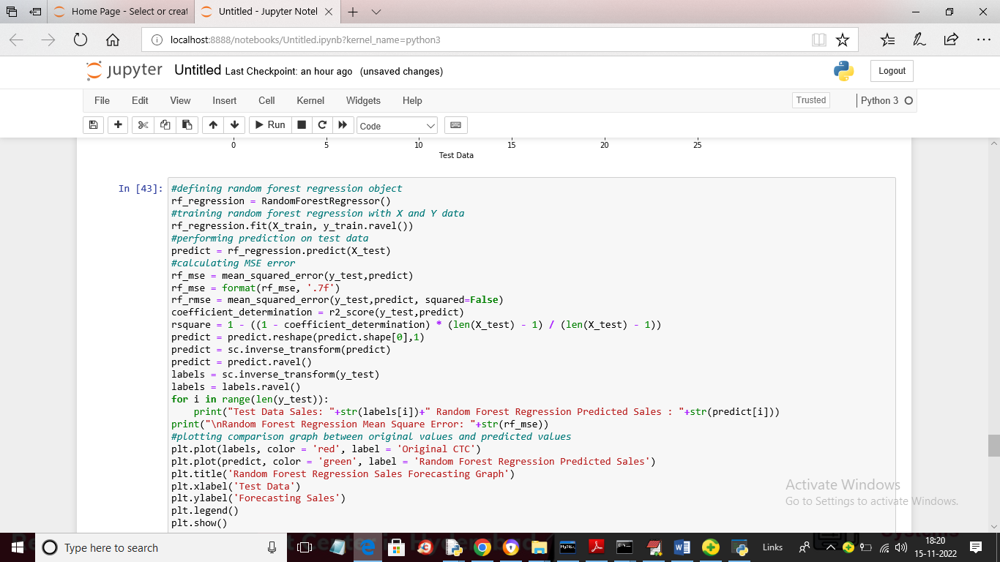 Home Page - Select or creat
Untitled - Jupyter Notel
localhost:8888/notebooks/Untitled.ipynb?kernel_name=python3
jupyter Untitled Last Checkpoint: an hour ago (unsaved changes)
Logout
File Edit View Insert Cell Kernel Widgets Help
Trusted
Python 3
Run
Code
0 5 10 15 20 25
Test Data
In [43]:
#defining random forest regression object
rf_regression = RandomForestRegressor()
#training random forest regression with X and Y data
rf_regression.fit(X_train, y_train.ravel())
#performing prediction on test data
predict = rf_regression.predict(X_test)
#calculating MSE error
rf_mse = mean_squared_error(y_test,predict)
rf_mse = format(rf_mse, '.7f')
rf_rmse = mean_squared_error(y_test,predict, squared=False)
coefficient_determination = r2_score(y_test,predict)
rsquare = 1 - ((1 - coefficient_determination) * (len(X_test) - 1) / (len(X_test) - 1))
predict = predict.reshape(predict.shape[0],1)
predict = sc.inverse_transform(predict)
predict = predict.ravel()
labels = sc.inverse_transform(y_test)
labels = labels.ravel()
for i in range(len(y_test)):
    print("Test Data Sales: "+str(labels[i])+" Random Forest Regression Predicted Sales : "+str(predict[i]))
print("\nRandom Forest Regression Mean Square Error: "+str(rf_mse))
#plotting comparison graph between original values and predicted values
plt.plot(labels, color = 'red', label = 'Original CTC')
plt.plot(predict, color = 'green', label = 'Random Forest Regression Predicted Sales')
plt.title('Random Forest Regression Sales Forecasting Graph')
plt.xlabel('Test Data')
plt.ylabel('Forecasting Sales')
plt.legend()
plt.show()
Activate Windows
Go to Settings to activate Windows.
Type here to search
Links
18:20
15-11-2022